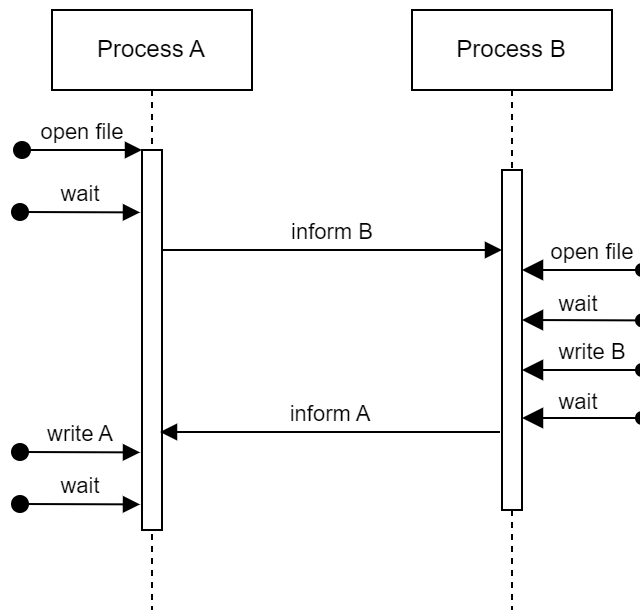 Process A
Process B
open file
wait
inform B
open file
wait
write B
wait
inform A
write A
wait